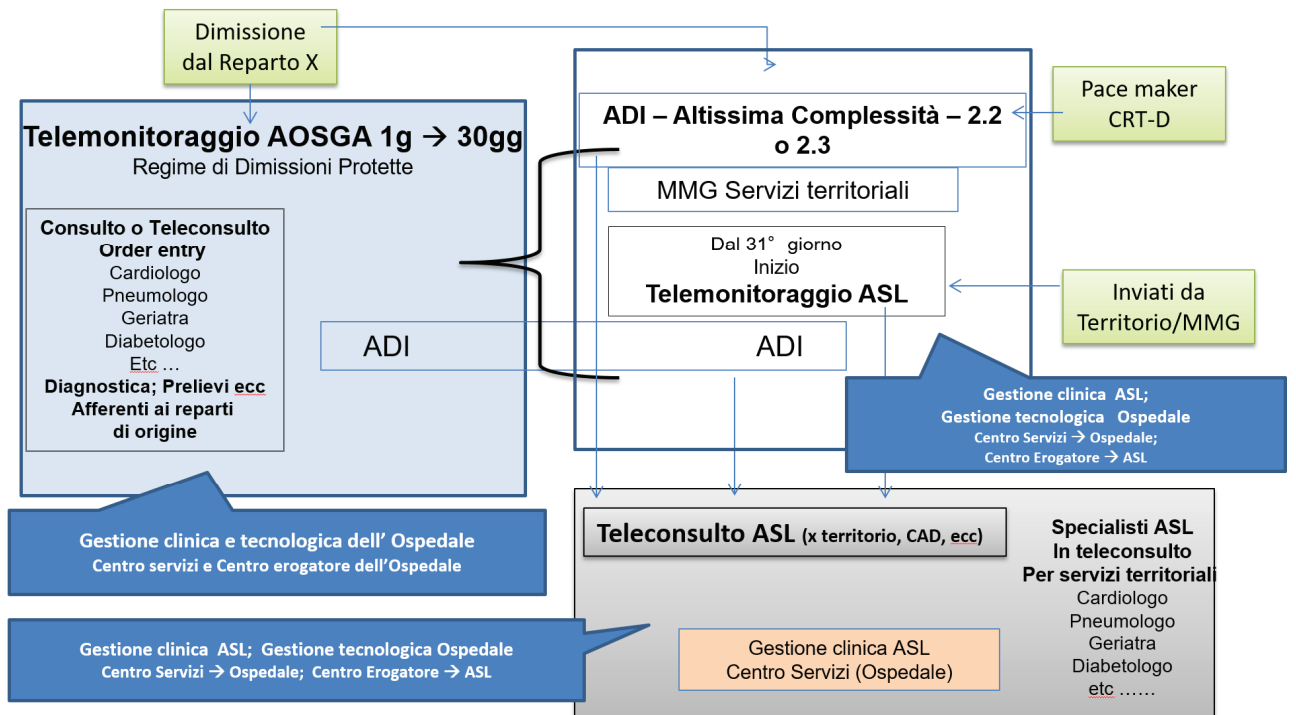 Dimissione
dal Reparto X
Telemonitoraggio AOSGA 1g → 30gg
Regime di Dimissioni Protette
Consulto o Teleconsulto
Order entry
Cardiologo
Pneumologo
Geriatra
Diabetologo
Etc …
Diagnostica; Prelievi ecc
Afferenti ai reparti
di origine
ADI
ADI – Altissima Complessità – 2.2
o 2.3
MMG Servizi territoriali
Dal 31° giorno
Inizio
Telemonitoraggio ASL
ADI
Pace maker
CRT-D
Inviati da
Territorio/MMG
Gestione clinica ASL;
Gestione tecnologica Ospedale
Centro Servizi → Ospedale;
Centro Erogatore → ASL
Gestione clinica e tecnologica dell’ Ospedale
Centro servizi e Centro erogatore dell’Ospedale
Teleconsulto ASL (x territorio, CAD, ecc)
Specialisti ASL
In teleconsulto
Per servizi territoriali
Cardiologo
Pneumologo
Geriatra
Diabetologo
etc ……
Gestione clinica ASL; Gestione tecnologica Ospedale
Centro Servizi → Ospedale; Centro Erogatore → ASL
Gestione clinica ASL
Centro Servizi (Ospedale)